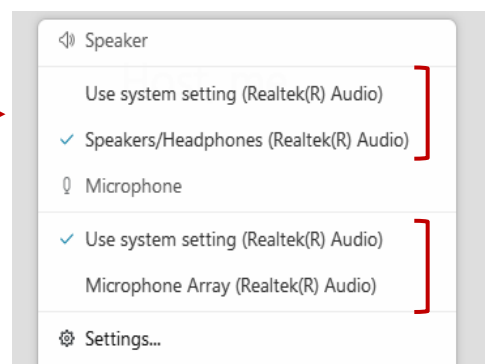 Speaker
Use system setting (Realtek(R) Audio)
Speakers/Headphones (Realtek(R) Audio)
Microphone
Use system setting (Realtek(R) Audio)
Microphone Array (Realtek(R) Audio)
Settings...